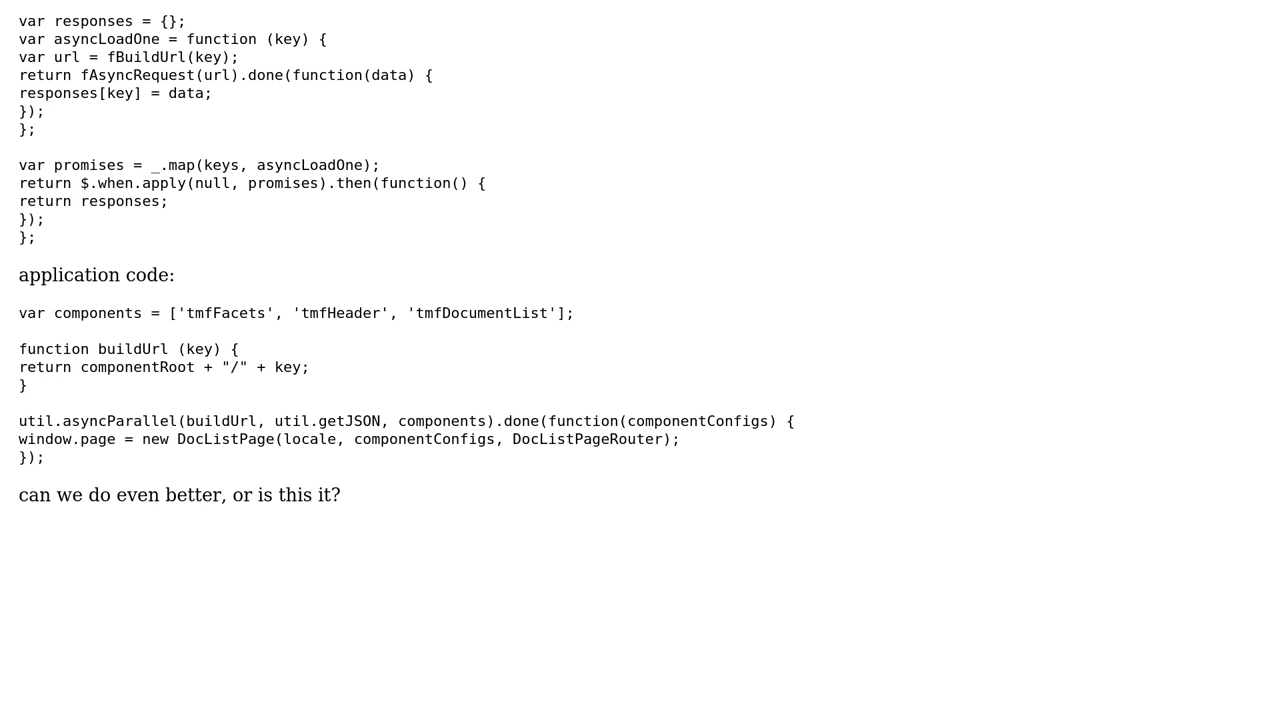 var responses = {};
var asyncLoadOne = function (key) {
var url = fBuildUrl(key);
return fAsyncRequest(url).done(function(data) {
responses[key] = data;
});
};

var promises = _.map(keys, asyncLoadOne);
return $.when.apply(null, promises).then(function() {
return responses;
});
};

application code:

var components = ['tmfFacets', 'tmfHeader', 'tmfDocumentList'];

function buildUrl (key) {
return componentRoot + "/" + key;
}

util.asyncParallel(buildUrl, util.getJSON, components).done(function(componentConfigs) {
window.page = new DocListPage(locale, componentConfigs, DocListPageRouter);
});

can we do even better, or is this it?